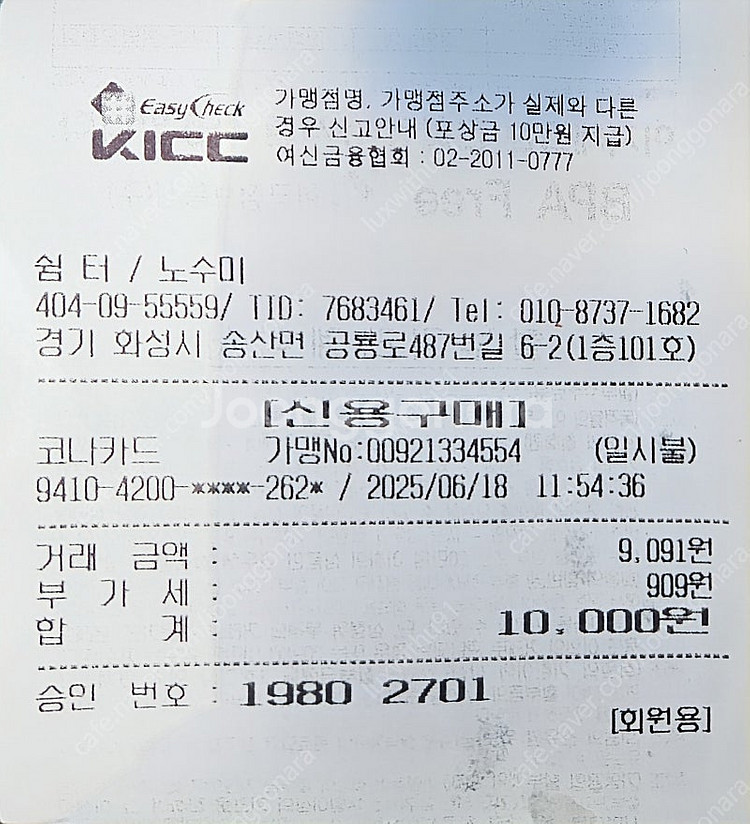 EasyCheck
KICC
가맹점명, 가맹점주소가 실제와 다른
경우 신고안내 (포상금 10만원 지급)
여신금융협회 : 02-2011-0777
BPA Free
쉼 터 / 노수미
404-09-55559/ TID: 7683461/ Tel: 010-8737-1682
경기 화성시 송산면 공룡로487번길 6-2(1층101호)
[신용구매]
코나카드 가맹No:00921334554 (일시불)
9410-4200-****-262* / 2025/06/18 11:54:36
거래 금액 : 9,091원
부 가 세 : 909원
합 계 : 10,000원
승인 번호 : 1980 2701
[회원용]